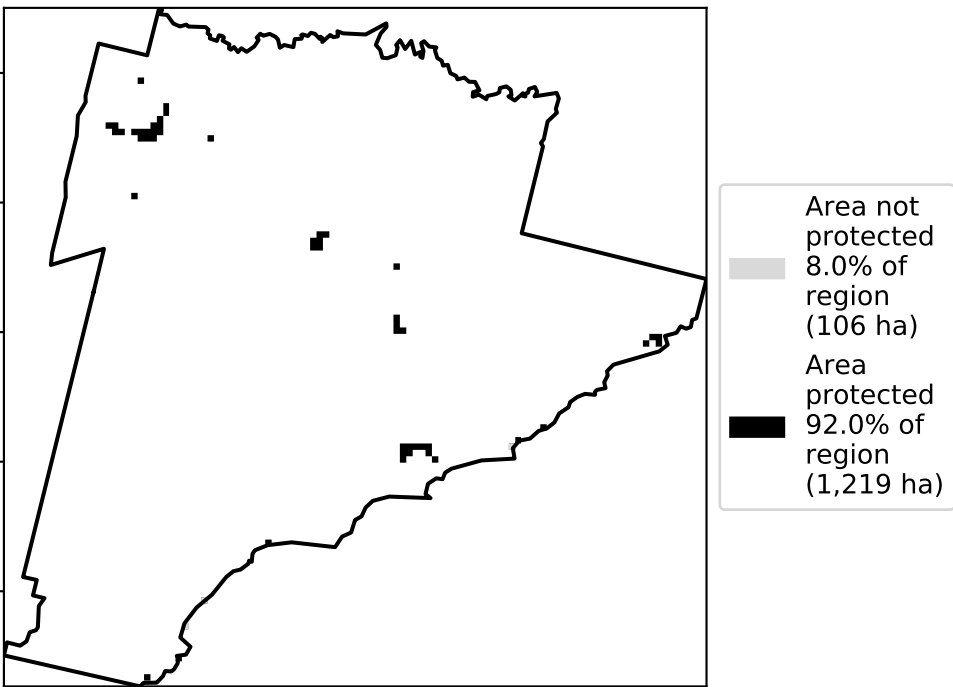 Area not
protected
8.0% of
region
(106 ha)
Area
protected
92.0% of
region
(1,219 ha)